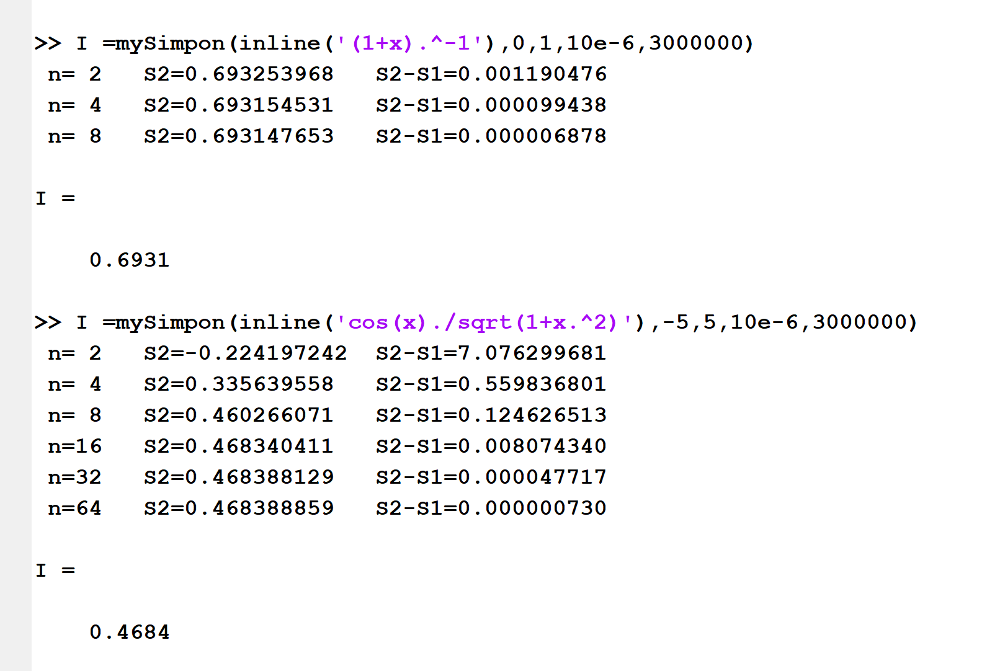 >> I =mySimpon(inline('(1+x).^-1'),0,1,10e-6,3000000)
n= 2 S2=0.693253968 S2-S1=0.001190476
n= 4 S2=0.693154531 S2-S1=0.000099438
n= 8 S2=0.693147653 S2-S1=0.000006878
I =
0.6931
>> I =mySimpon(inline('cos(x)./sqrt(1+x.^2)'),-5,5,10e-6,3000000)
n= 2 S2=-0.224197242 S2-S1=7.076299681
n= 4 S2=0.335639558 S2-S1=0.559836801
n= 8 S2=0.460266071 S2-S1=0.124626513
n=16 S2=0.468340411 S2-S1=0.008074340
n=32 S2=0.468388129 S2-S1=0.000047717
n=64 S2=0.468388859 S2-S1=0.000000730
I =
0.4684